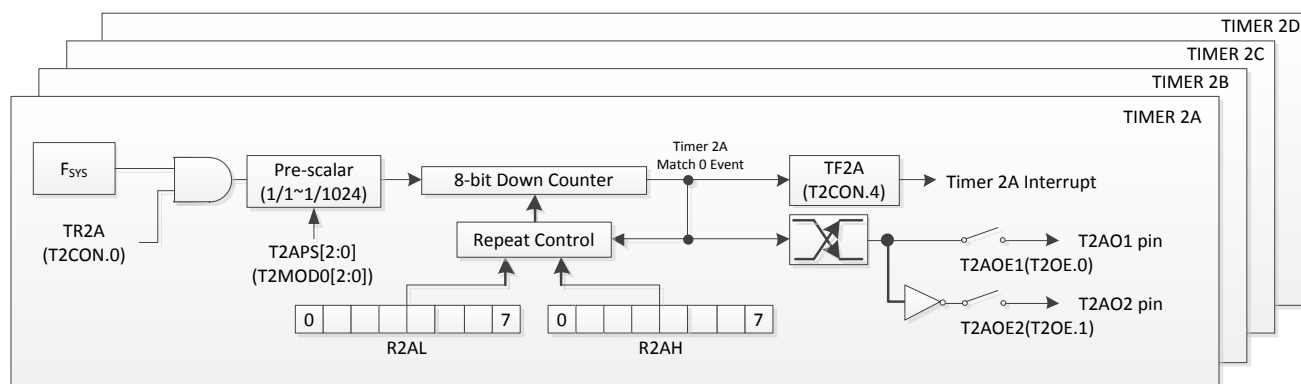 TIMER 2D
TIMER 2C
TIMER 2B
TIMER 2A
FSYS
TR2A
(T2CON.0)
Pre-scalar
(1/1~1/1024)
T2APS[2:0]
(T2MOD0[2:0])
8-bit Down Counter
Repeat Control
0 7
R2AL
0 7
R2AH
Timer 2A
Match 0 Event
TF2A
(T2CON.4)
Timer 2A Interrupt
T2AO1 pin
T2AOE1(T2OE.0)
T2AO2 pin
T2AOE2(T2OE.1)